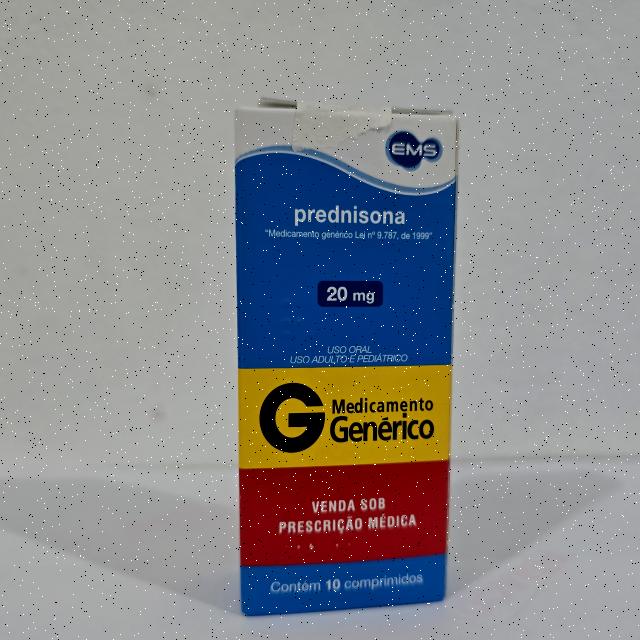 EMS
prednisona
"Medicamento genérico Lei nº 9.787, de 1999"
20 mg
USO ORAL
USO ADULTO E PEDIÁTRICO
G Medicamento
Genérico
VENDA SOB
PRESCRIÇÃO MÉDICA
Contém 10 comprimidos